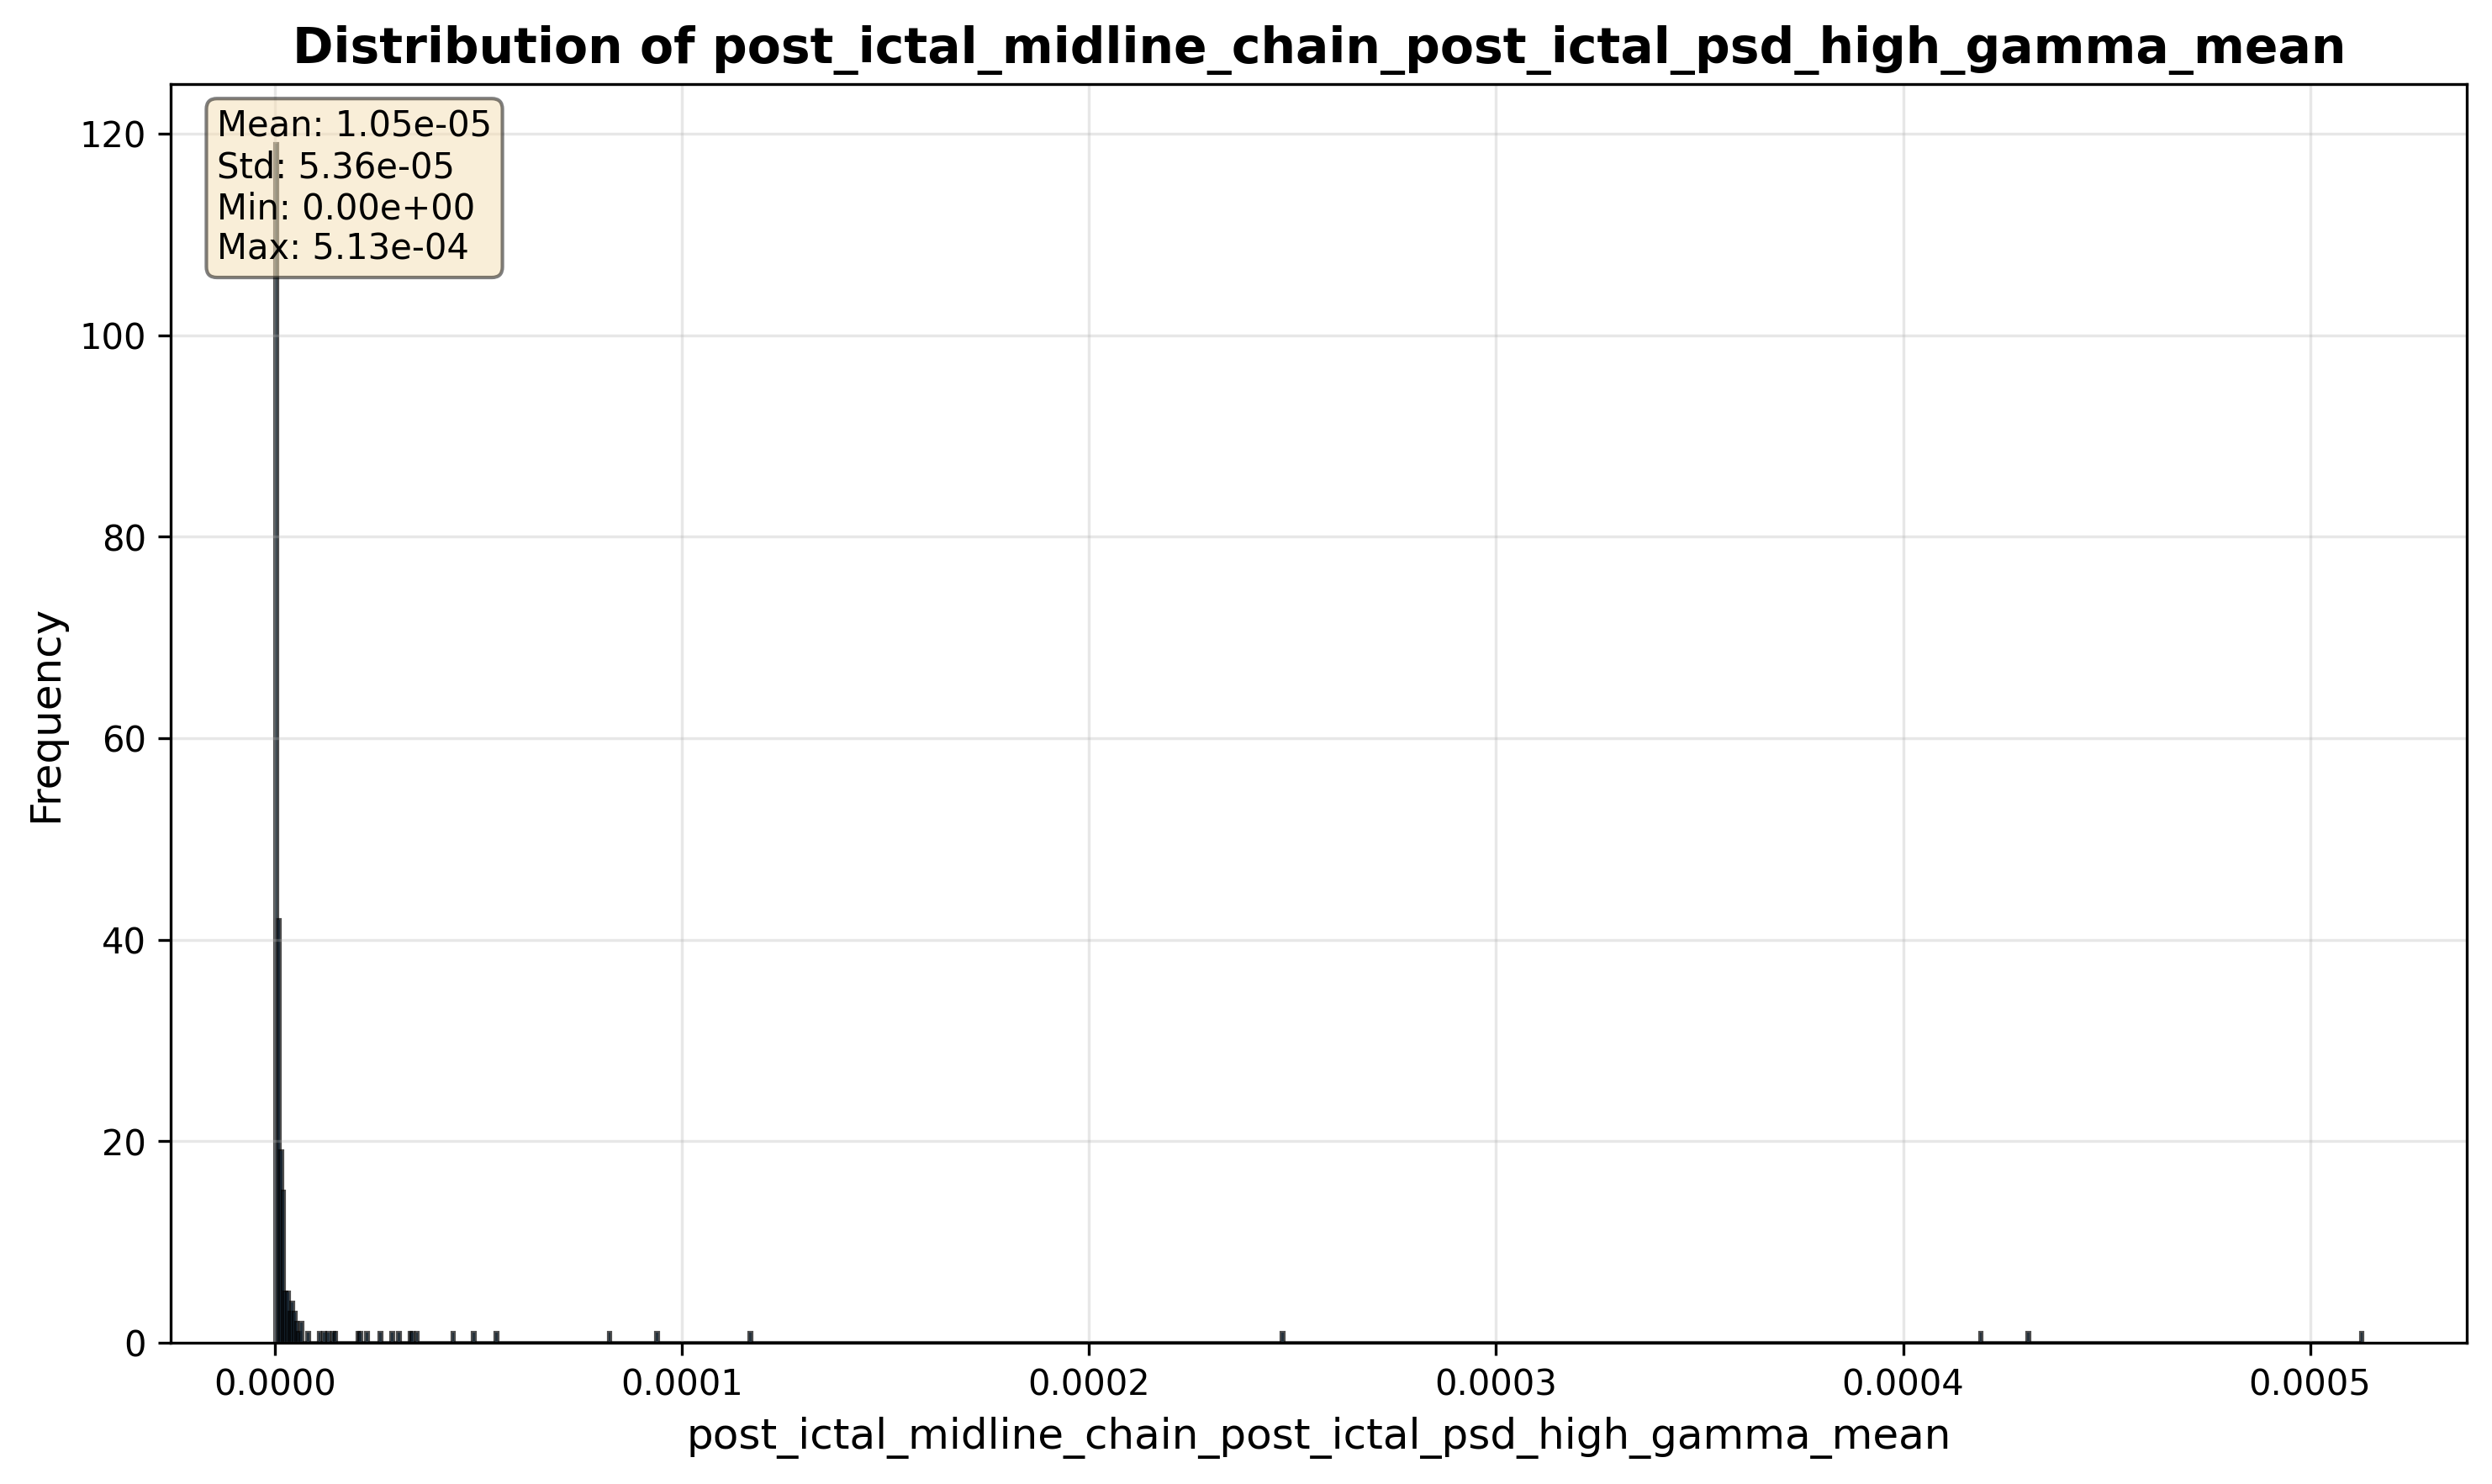 Distribution of post_ictal_midline_chain_post_ictal_psd_high_gamma_mean
Mean: 1.05e-05
Std: 5.36e-05
Min: 0.00e+00
Max: 5.13e-04
120
100
80
60
40
20
0
Frequency
0.0000 0.0001 0.0002 0.0003 0.0004 0.0005
post_ictal_midline_chain_post_ictal_psd_high_gamma_mean